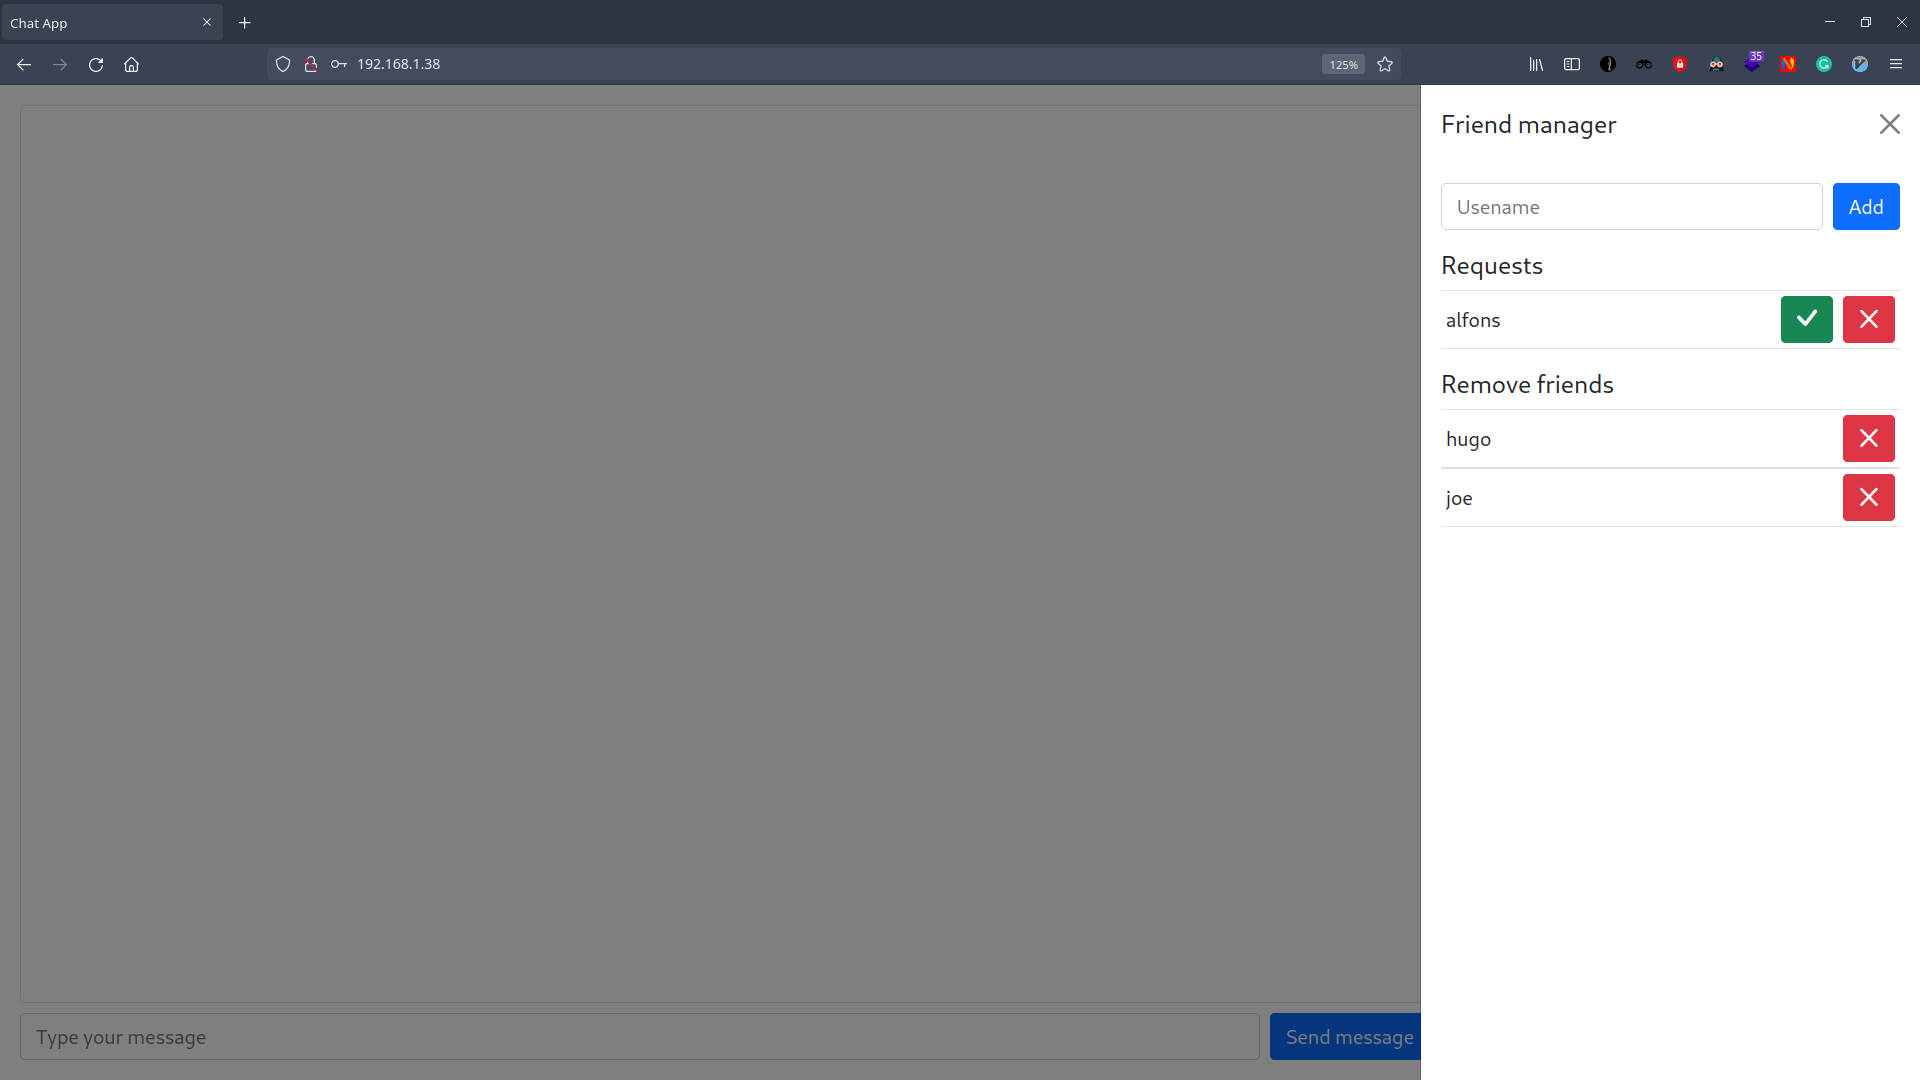 Chat App
192.168.1.38
125%
35
Friend manager
Usename
Add
Requests
alfons
Remove friends
hugo
joe
Type your message
Send message